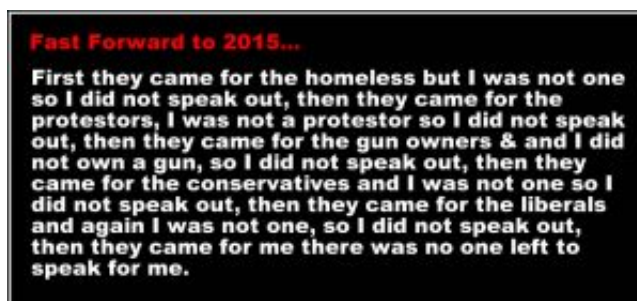 Fast Forward to 2015...
First they came for the homeless but I was not one
so I did not speak out, then they came for the
protestors, I was not a protestor so I did not speak
out, then they came for the gun owners & and I did
not own a gun, so I did not speak out, then they
came for the conservatives and I was not one so I
did not speak out, then they came for the liberals
and again I was not one, so I did not speak out,
then they came for me there was no one left to
speak for me.